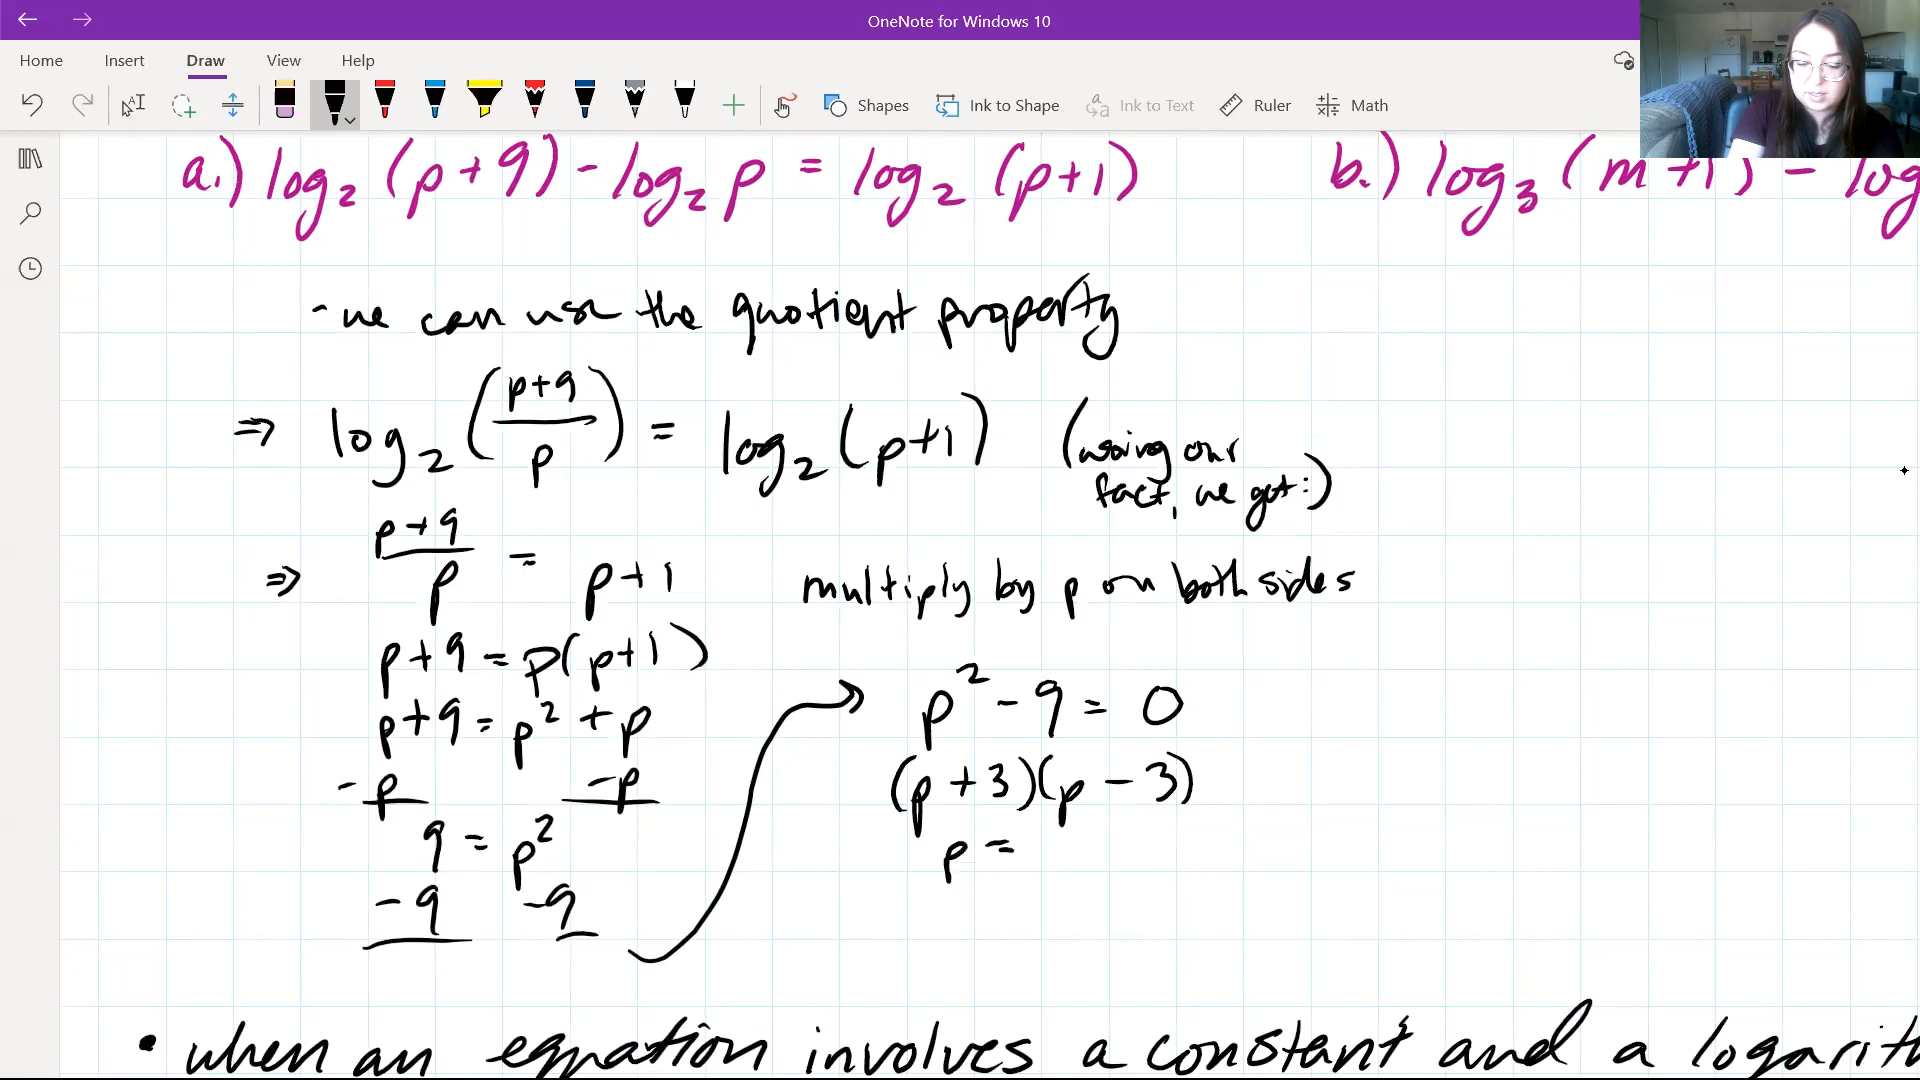 OneNote for Windows 10
Home Insert Draw View Help
Shapes Ink to Shape Ink to Text Ruler Math
a.) log₂ (p+9) - log₂ p = log₂ (p+1)
b.) log₃ (m+1) - log
- we can use the quotient property
⇒ log₂ ((p+9)/p) = log₂ (p+1) (using our
fact, we get:)
⇒ (p+9)/p = p+1 multiply by p on both sides
p+9 = p(p+1)
p+9 = p² + p
-p -p
9 = p²
-9 -9
p² - 9 = 0
(p + 3)(p - 3)
p =
• when an equation involves a constant and a logarith